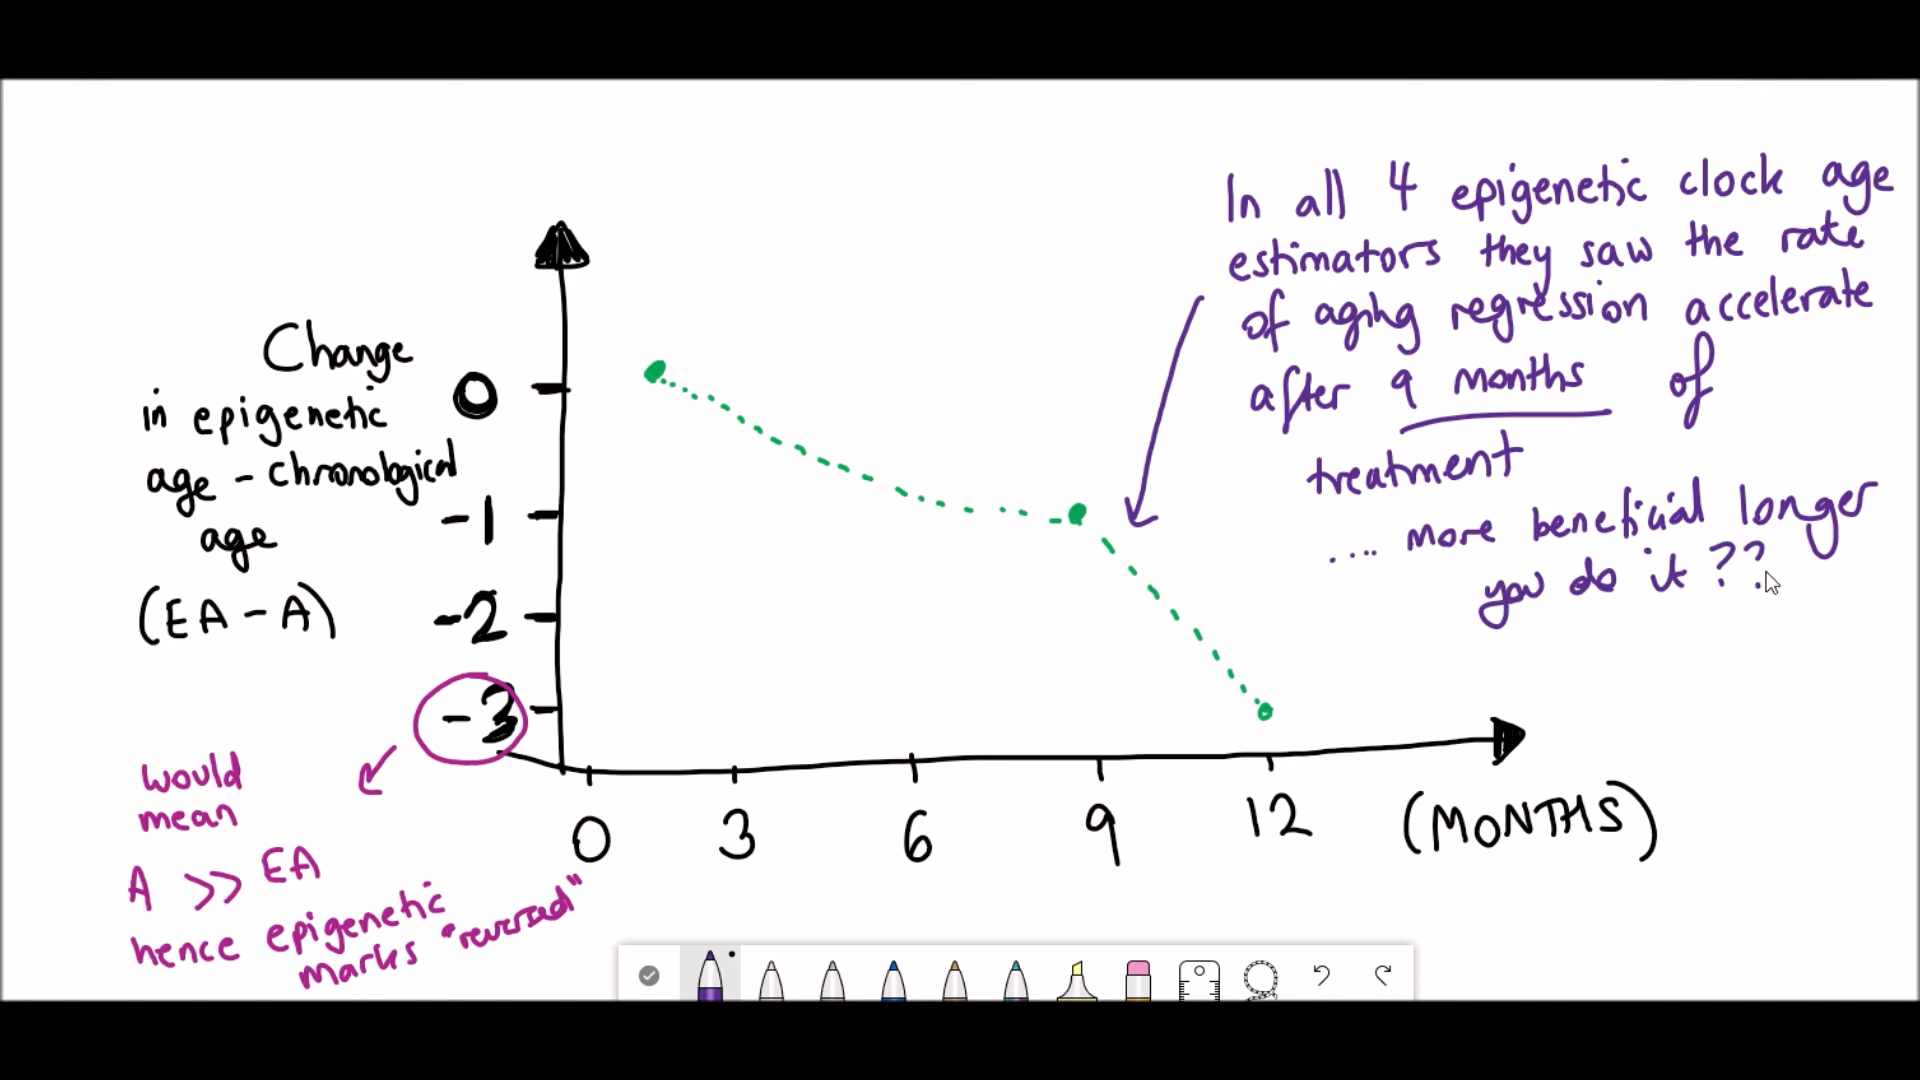 In all 4 epigenetic clock age
estimators they saw the rate
of aging regression accelerate
after 9 months of
treatment
.... more beneficial longer
you do it ??
Change
in epigenetic
age - chronological
age
(EA - A)
0
-1
-2
-3
0 3 6 9 12 (MONTHS)
would
mean
A >> EA
hence epigenetic
marks "reversed"